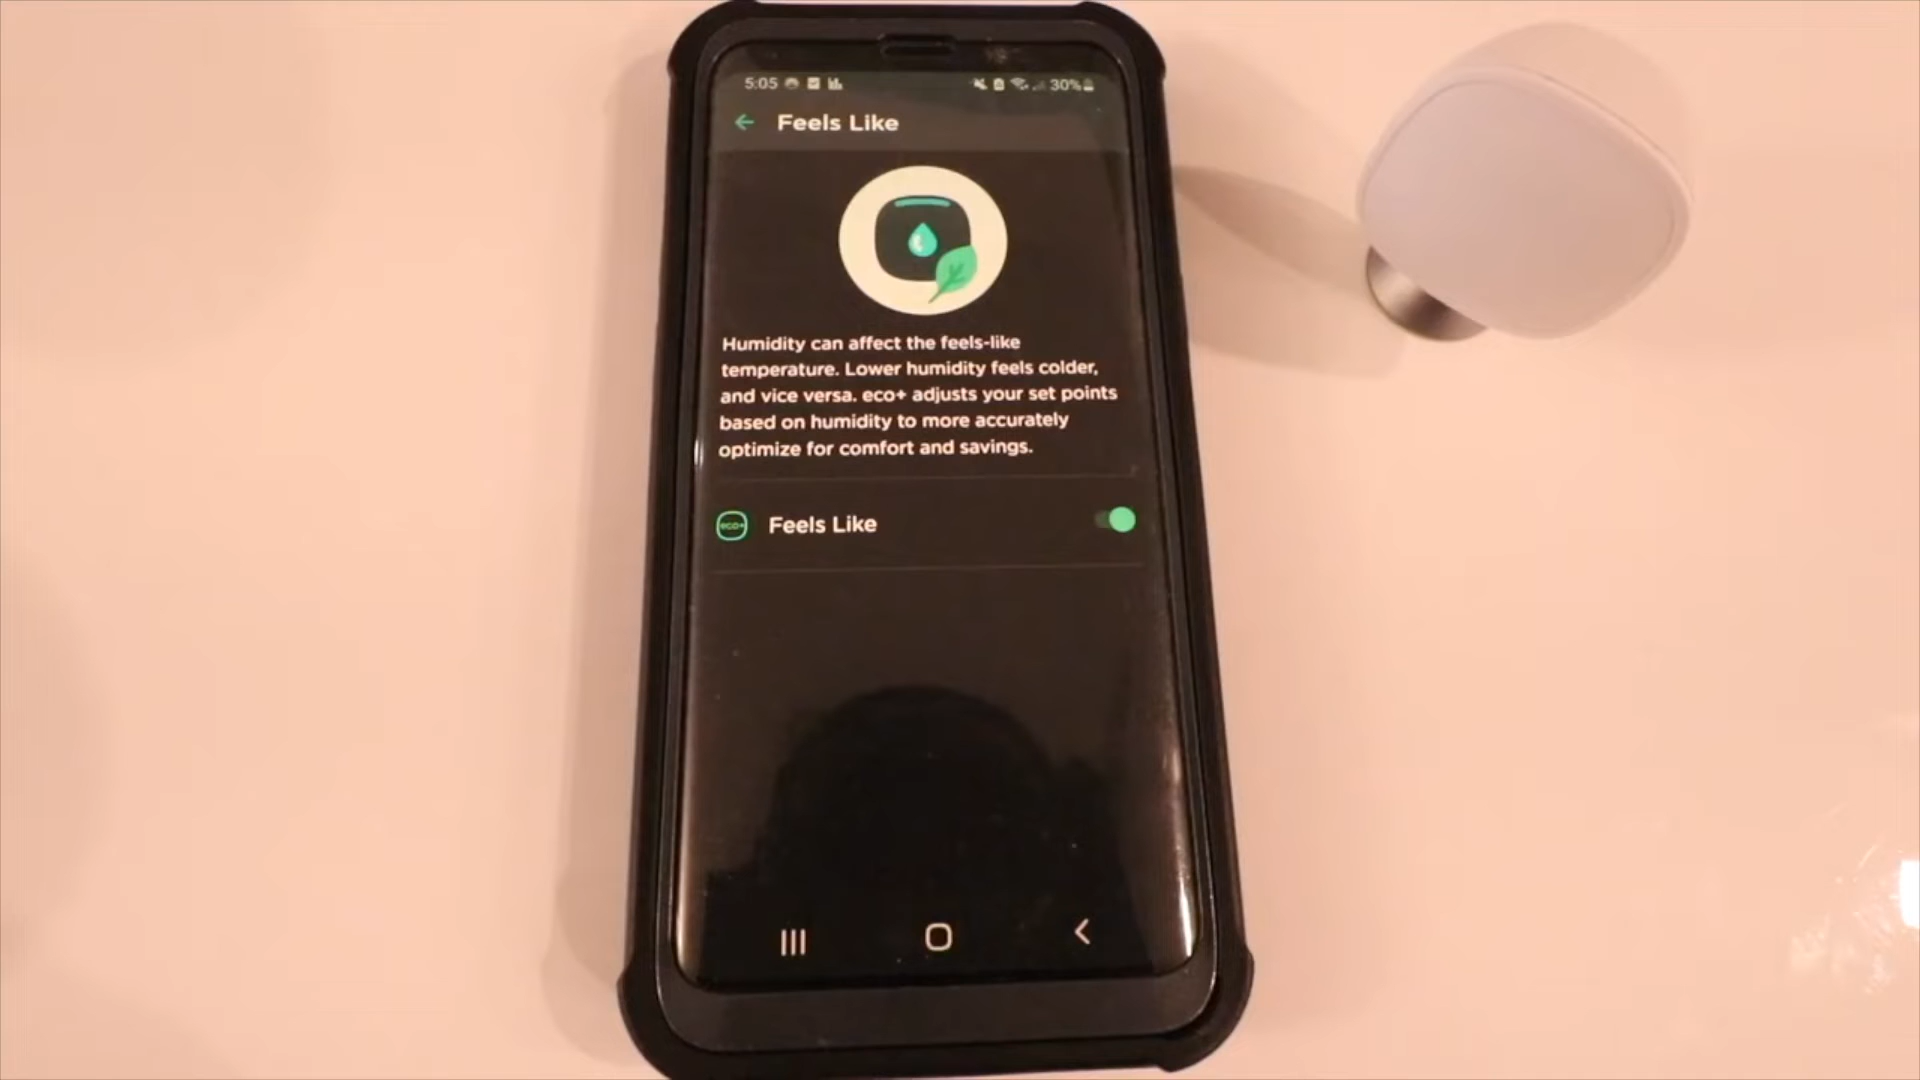 5:05 30%
Feels Like
Humidity can affect the feels-like
temperature. Lower humidity feels colder,
and vice versa. eco+ adjusts your set points
based on humidity to more accurately
optimize for comfort and savings.
eco+ Feels Like